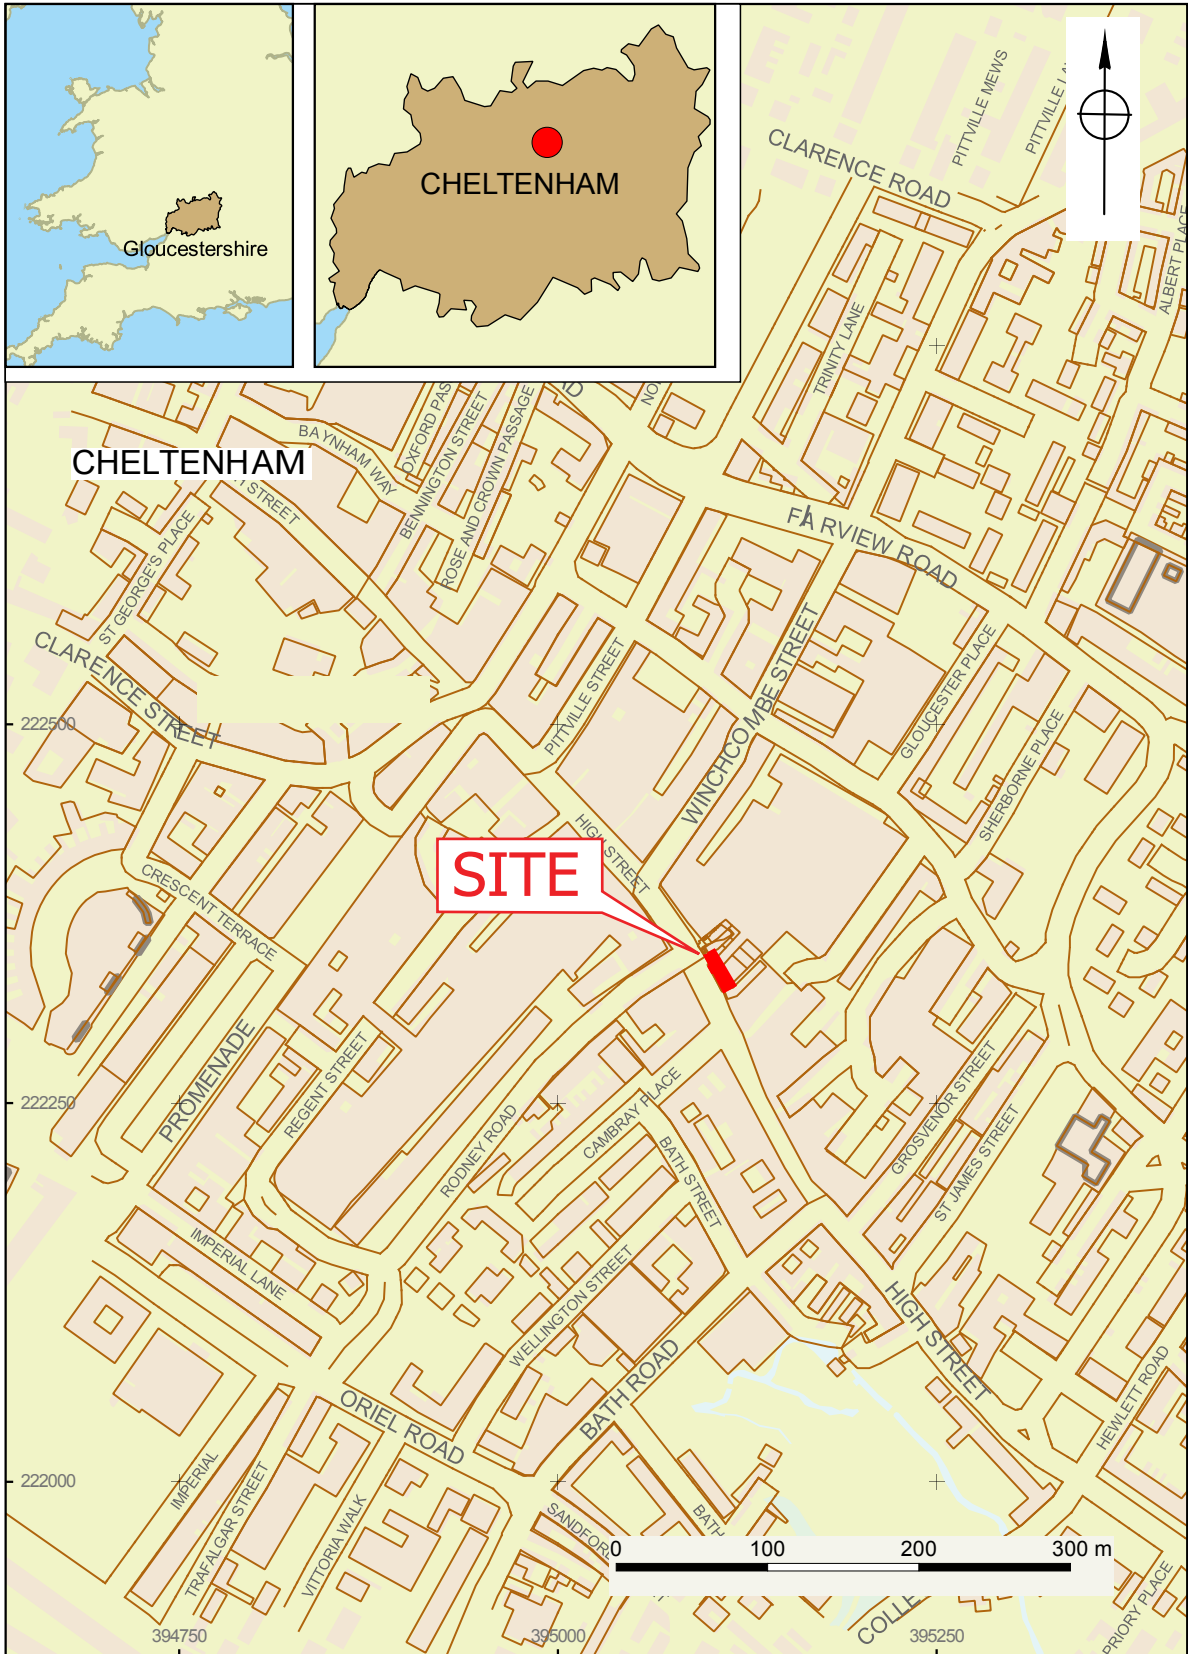 Gloucestershire
CHELTENHAM
PITTVILLE MEWS
CLARENCE ROAD
ALBERT PLACE
TRINITY LANE
OXFORD PAS
BENNINGTON STREET
ROSE AND CROWN PASSAGE
BAYNHAM WAY
CHELTENHAM
H STREET
ST GEORGE'S PLACE
FAIRVIEW ROAD
CLARENCE STREET
PITTVILLE STREET
WINCHCOMBE STREET
GLOUCESTER PLACE
SHERBORNE PLACE
222500
HIGH STREET
SITE
CRESCENT TERRACE
PROMENADE
REGENT STREET
222250
RODNEY ROAD
CAMBRAY PLACE
BATH STREET
GROSVENOR STREET
ST JAMES STREET
IMPERIAL LANE
WELLINGTON STREET
BATH ROAD
HIGH STREET
HEWLETT ROAD
ORIEL ROAD
222000
IMPERIAL
TRAFALGAR STREET
VITTORIA WALK
SANDFOR
BATH
0 100 200 300 m
COLLE
PRIORY PLACE
394750 395000 395250